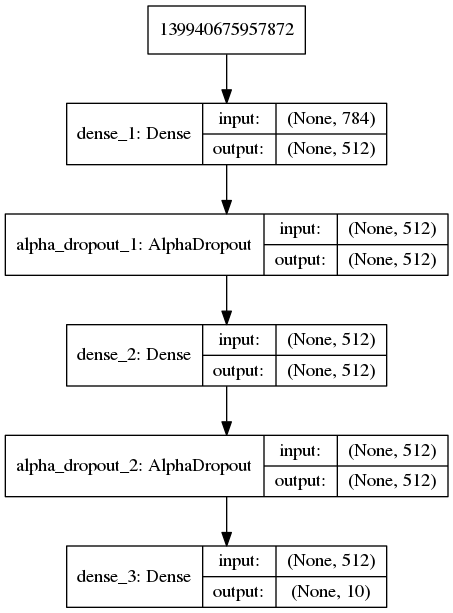 139940675957872
dense_1: Dense
input: (None, 784)
output: (None, 512)
alpha_dropout_1: AlphaDropout
input: (None, 512)
output: (None, 512)
dense_2: Dense
input: (None, 512)
output: (None, 512)
alpha_dropout_2: AlphaDropout
input: (None, 512)
output: (None, 512)
dense_3: Dense
input: (None, 512)
output: (None, 10)